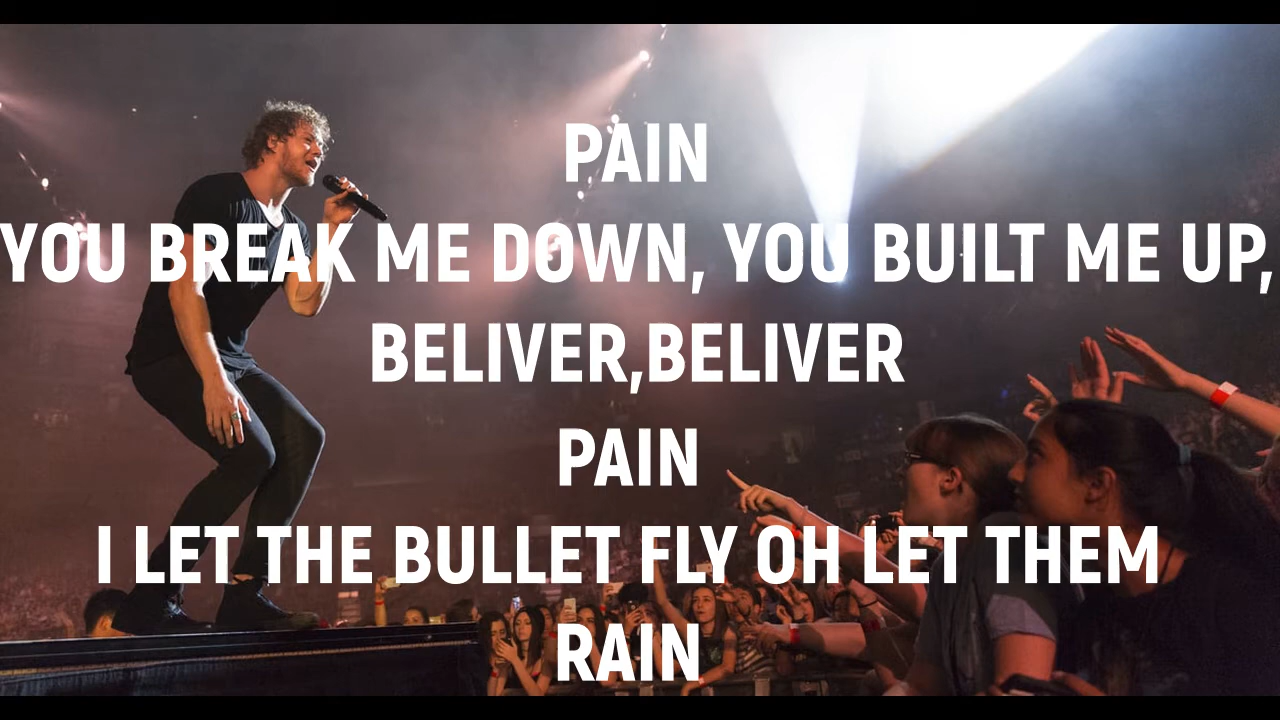 PAIN
YOU BREAK ME DOWN, YOU BUILT ME UP,
BELIVER,BELIVER
PAIN
I LET THE BULLET FLY OH LET THEM
RAIN